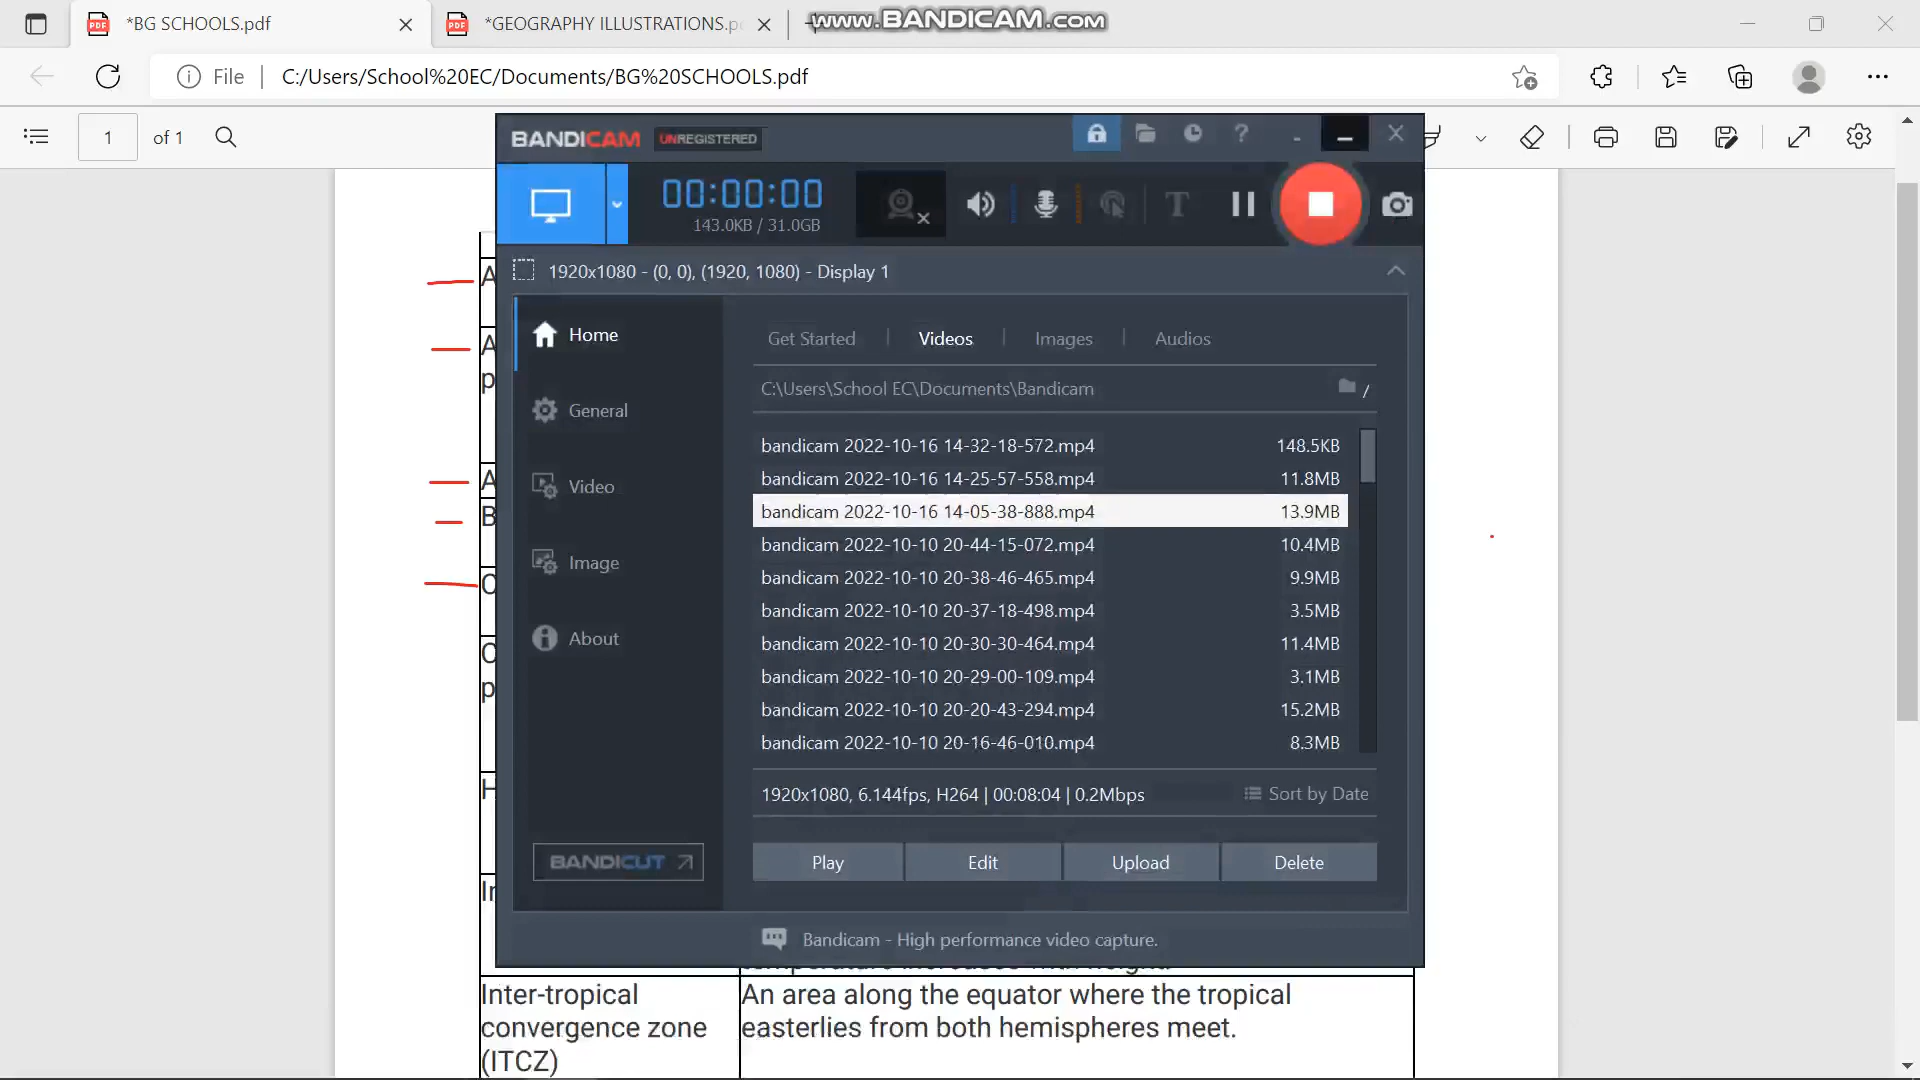 *BG SCHOOLS.pdf
*GEOGRAPHY ILLUSTRATIONS.p
www.BANDICAM.COM
File
C:/Users/School%20EC/Documents/BG%20SCHOOLS.pdf
1 of 1
BANDICAM UNREGISTERED
00:00:00
143.0KB / 31.0GB
1920x1080 - (0, 0), (1920, 1080) - Display 1
Home
General
Video
Image
About
BANDICUT
Get Started
Videos
Images
Audios
C:\Users\School EC\Documents\Bandicam
bandicam 2022-10-16 14-32-18-572.mp4 148.5KB
bandicam 2022-10-16 14-25-57-558.mp4 11.8MB
bandicam 2022-10-16 14-05-38-888.mp4 13.9MB
bandicam 2022-10-10 20-44-15-072.mp4 10.4MB
bandicam 2022-10-10 20-38-46-465.mp4 9.9MB
bandicam 2022-10-10 20-37-18-498.mp4 3.5MB
bandicam 2022-10-10 20-30-30-464.mp4 11.4MB
bandicam 2022-10-10 20-29-00-109.mp4 3.1MB
bandicam 2022-10-10 20-20-43-294.mp4 15.2MB
bandicam 2022-10-10 20-16-46-010.mp4 8.3MB
1920x1080, 6.144fps, H264 | 00:08:04 | 0.2Mbps
Sort by Date
Play
Edit
Upload
Delete
Bandicam - High performance video capture.
Inter-tropical
convergence zone
(ITCZ)
An area along the equator where the tropical
easterlies from both hemispheres meet.